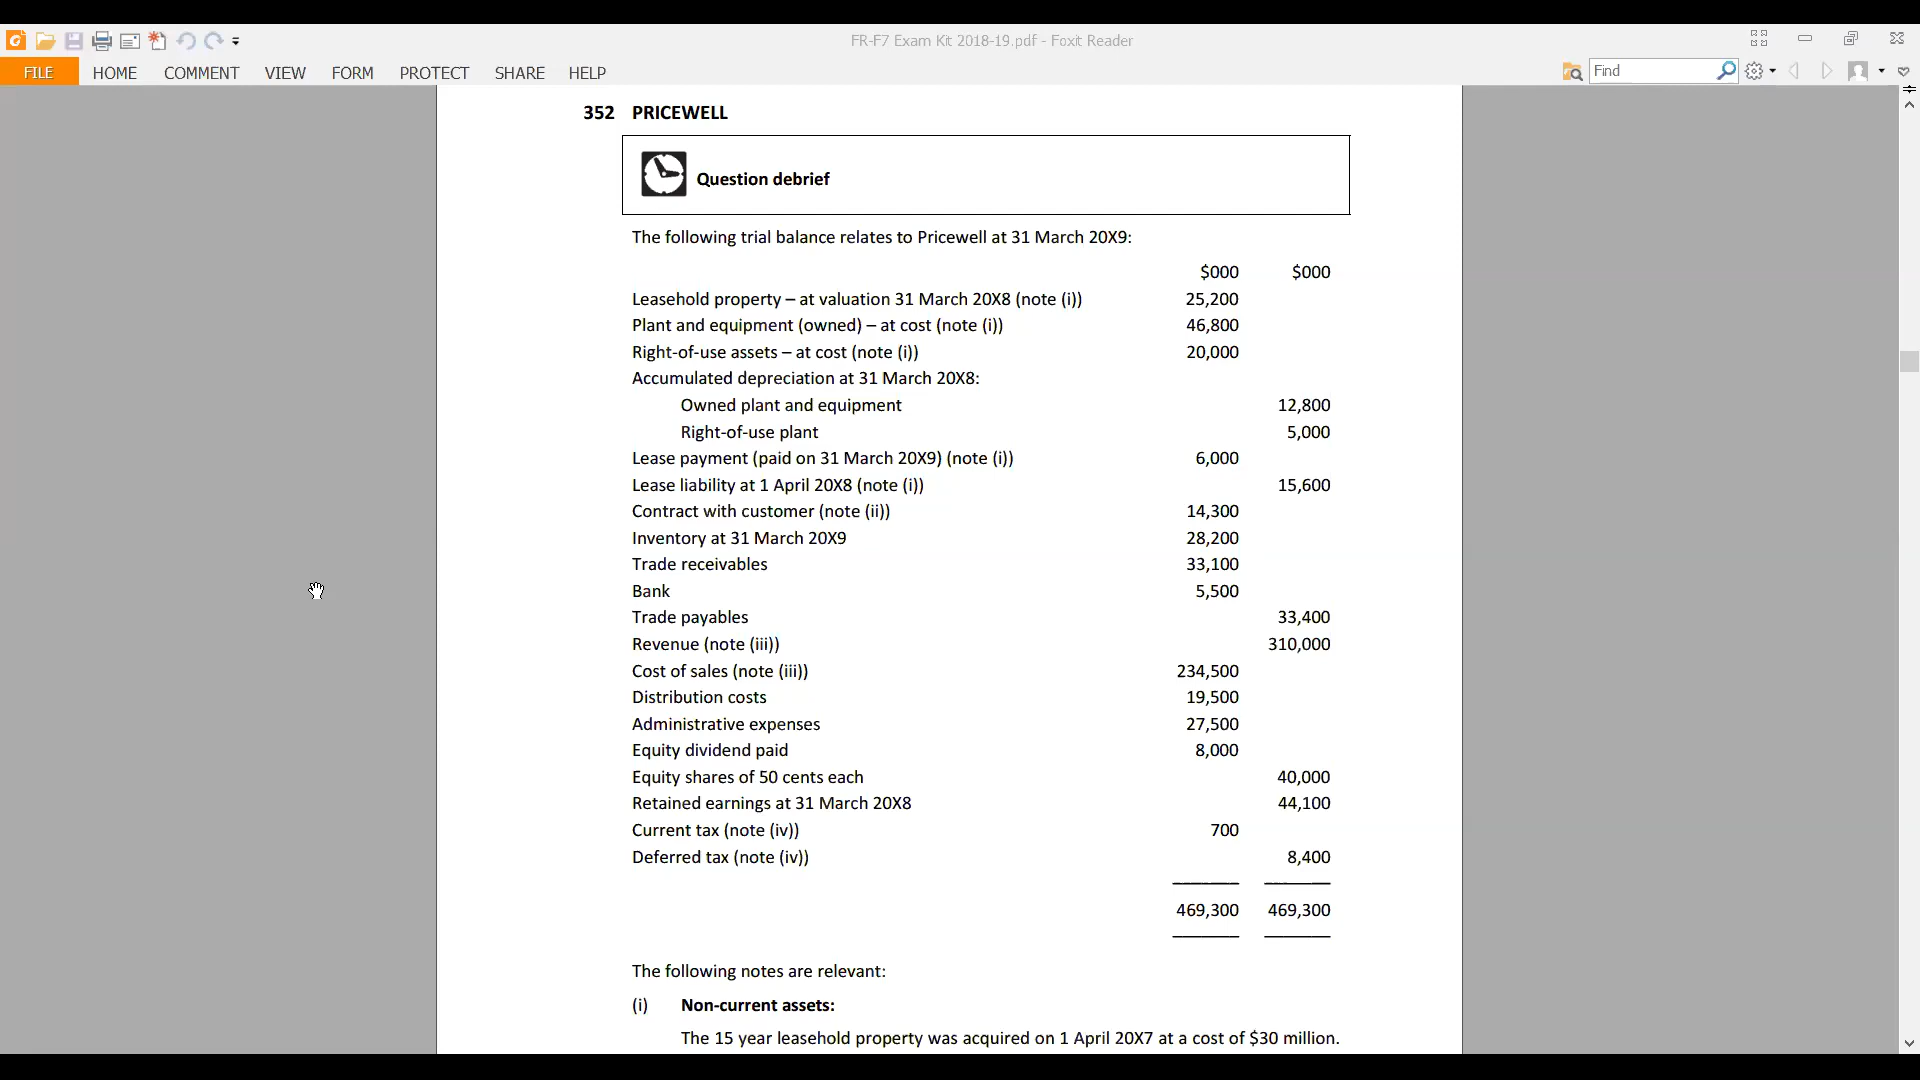 FR-F7 Exam Kit 2018-19.pdf - Foxit Reader
FILE HOME COMMENT VIEW FORM PROTECT SHARE HELP Find
352 PRICEWELL
Question debrief
The following trial balance relates to Pricewell at 31 March 20X9:
$000 $000
Leasehold property – at valuation 31 March 20X8 (note (i)) 25,200
Plant and equipment (owned) – at cost (note (i)) 46,800
Right-of-use assets – at cost (note (i)) 20,000
Accumulated depreciation at 31 March 20X8:
Owned plant and equipment 12,800
Right-of-use plant 5,000
Lease payment (paid on 31 March 20X9) (note (i)) 6,000
Lease liability at 1 April 20X8 (note (i)) 15,600
Contract with customer (note (ii)) 14,300
Inventory at 31 March 20X9 28,200
Trade receivables 33,100
Bank 5,500
Trade payables 33,400
Revenue (note (iii)) 310,000
Cost of sales (note (iii)) 234,500
Distribution costs 19,500
Administrative expenses 27,500
Equity dividend paid 8,000
Equity shares of 50 cents each 40,000
Retained earnings at 31 March 20X8 44,100
Current tax (note (iv)) 700
Deferred tax (note (iv)) 8,400
469,300 469,300
The following notes are relevant:
(i) Non-current assets:
The 15 year leasehold property was acquired on 1 April 20X7 at a cost of $30 million.